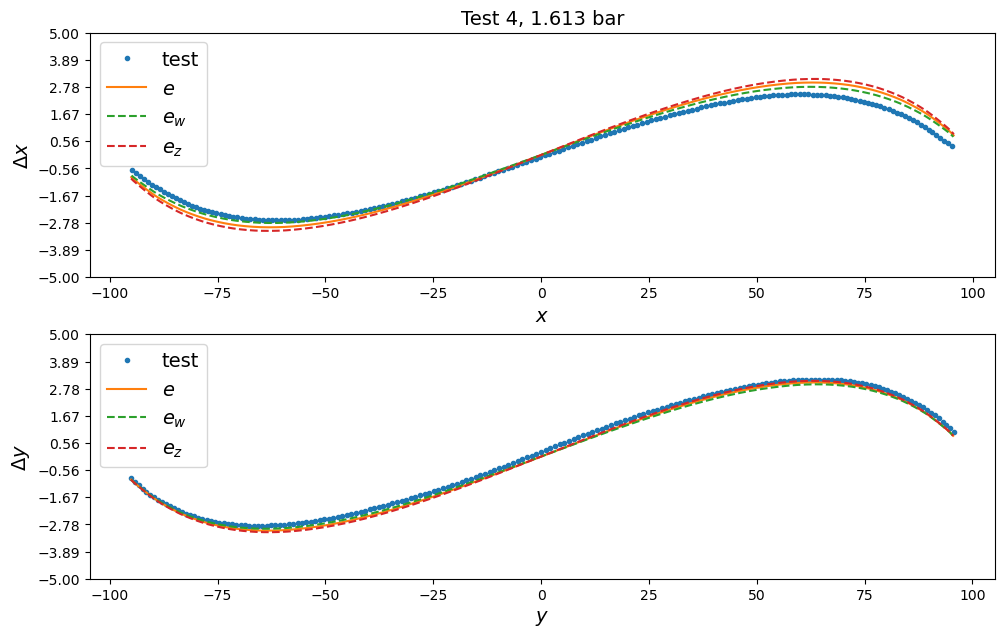 Test 4, 1.613 bar
5.00
3.89
2.78
1.67
0.56
−0.56
−1.67
−2.78
−3.89
−5.00
Δx
test
e
e_w
e_z
−100 −75 −50 −25 0 25 50 75 100
x
5.00
3.89
2.78
1.67
0.56
−0.56
−1.67
−2.78
−3.89
−5.00
Δy
test
e
e_w
e_z
−100 −75 −50 −25 0 25 50 75 100
y